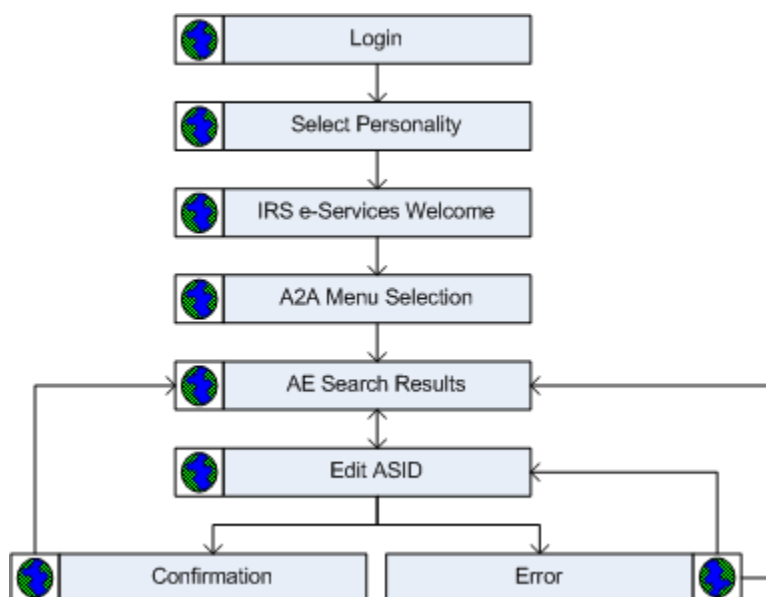 Login
Select Personality
IRS e-Services Welcome
A2A Menu Selection
AE Search Results
Edit ASID
Confirmation
Error